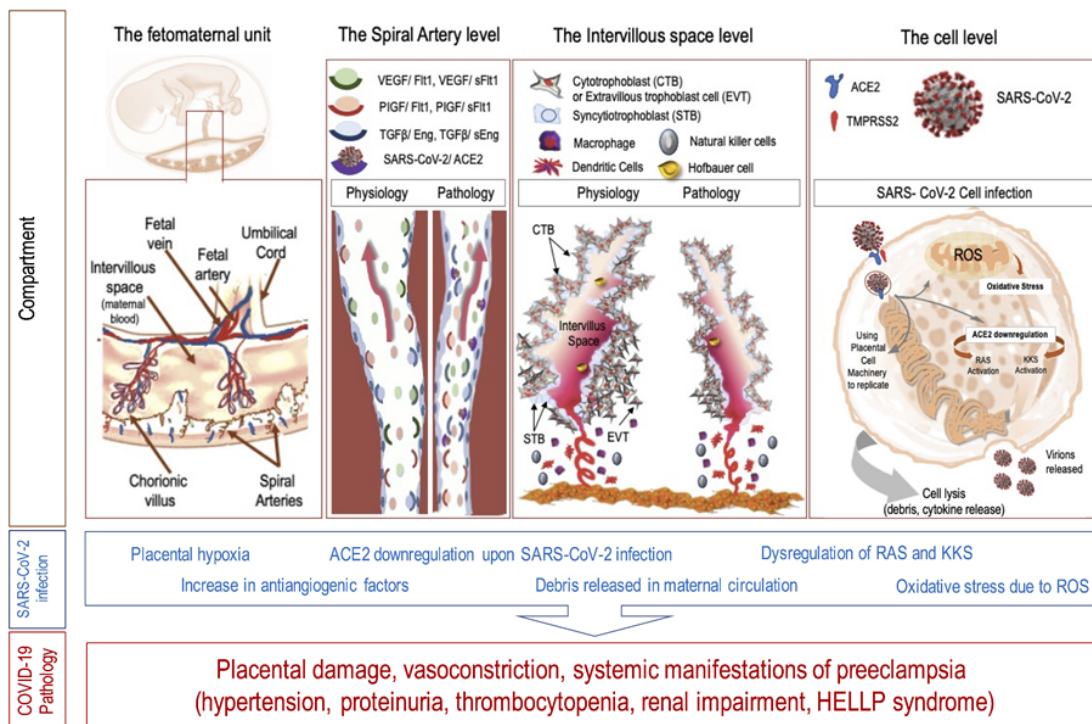 The fetomaternal unit
The Spiral Artery level
The Intervillous space level
The cell level
VEGF/ Flt1, VEGF/ sFlt1
PIGF/ Flt1, PIGF/ sFlt1
TGFβ/ Eng, TGFβ/ sEng
SARS-CoV-2/ ACE2
Cytotrophoblast (CTB)
or Extravillous trophoblast cell (EVT)
Syncytiotrophoblast (STB)
Macrophage
Natural killer cells
Dendritic Cells
Hofbauer cell
ACE2
TMPRSS2
SARS-CoV-2
Physiology
Pathology
Physiology
Pathology
SARS- CoV-2 Cell infection
Compartment
Fetal
vein
Fetal
artery
Umbilical
Cord
Intervillous
space
(maternal
blood)
Chorionic
villus
Spiral
Arteries
CTB
Intervillus
Space
STB
EVT
ROS
Oxidative Stress
Using
Placental
Cell
Machinery
to replicate
ACE2 downregulation
RAS
Activation
KKS
Activation
Virions
released
Cell lysis
(debris, cytokine release)
SARS-CoV-2
infection
Placental hypoxia
ACE2 downregulation upon SARS-CoV-2 infection
Dysregulation of RAS and KKS
Increase in antiangiogenic factors
Debris released in maternal circulation
Oxidative stress due to ROS
COVID-19
Pathology
Placental damage, vasoconstriction, systemic manifestations of preeclampsia
(hypertension, proteinuria, thrombocytopenia, renal impairment, HELLP syndrome)